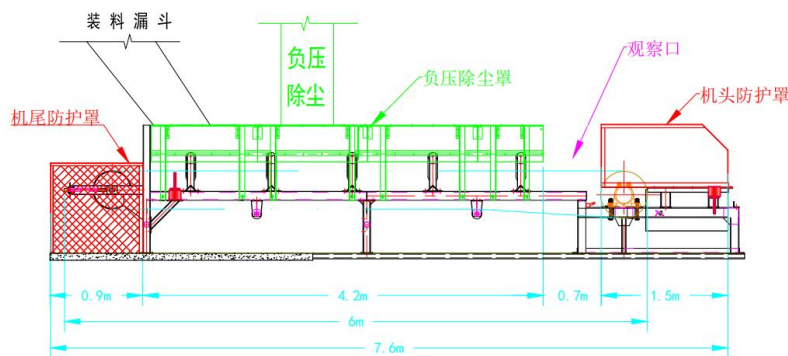 装料漏斗
负压
除尘
观察口
负压除尘罩
机头防护罩
机尾防护罩
0.9m
4.2m
0.7m
1.5m
6m
7.6m